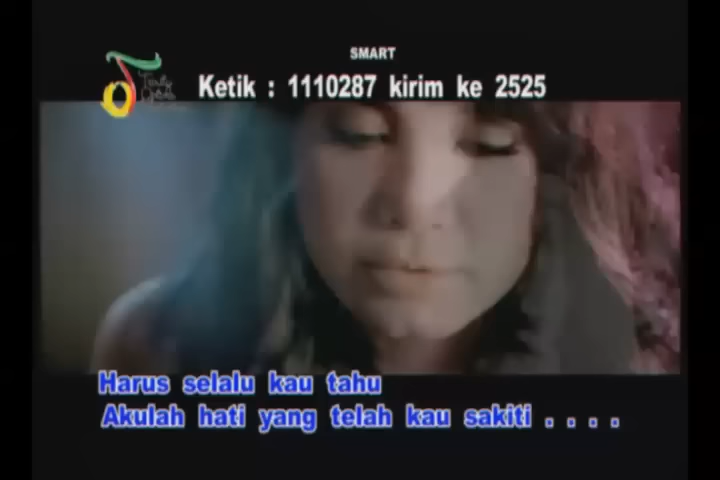 SMART
Ketik : 1110287 kirim ke 2525
Harus selalu kau tahu
Akulah hati yang telah kau sakiti . . . .